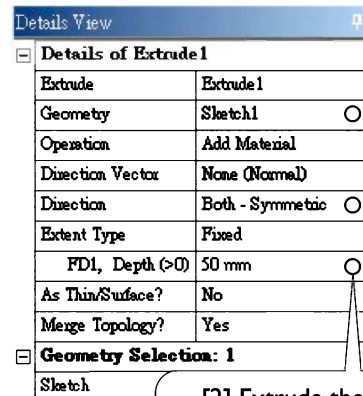 Details View
Details of Extrude1
Extrude Extrude1
Geometry Sketch1
Operation Add Material
Direction Vector None (Normal)
Direction Both - Symmetric
Extent Type Fixed
FD1, Depth (>0) 50 mm
As Thin/Surface? No
Merge Topology? Yes
Geometry Selection: 1
Sketch
[2] Extrude the